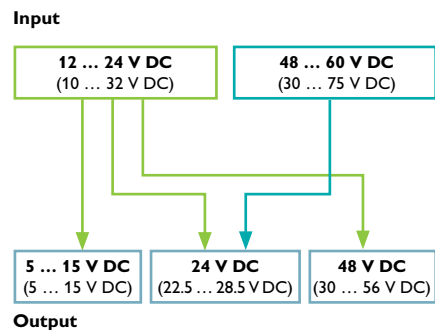 Input
12 … 24 V DC
(10 … 32 V DC)
48 … 60 V DC
(30 … 75 V DC)
5 … 15 V DC
(5 … 15 V DC)
24 V DC
(22.5 … 28.5 V DC)
48 V DC
(30 … 56 V DC)
Output